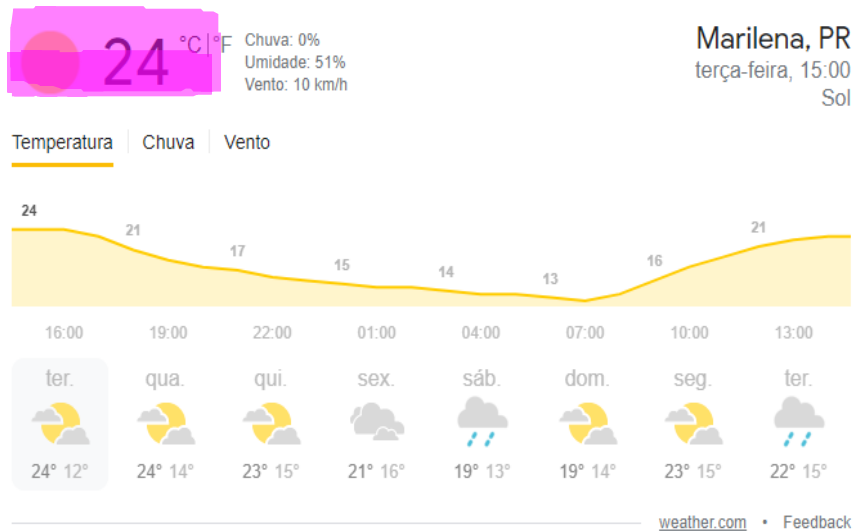 24 °C | °F
Chuva: 0%
Umidade: 51%
Vento: 10 km/h
Marilena, PR
terça-feira, 15:00
Sol
Temperatura | Chuva | Vento
24 21 17 15 14 13 16 21
16:00 19:00 22:00 01:00 04:00 07:00 10:00 13:00
ter. qua. qui. sex. sáb. dom. seg. ter.
24° 12° 24° 14° 23° 15° 21° 16° 19° 13° 19° 14° 23° 15° 22° 15°
weather.com • Feedback